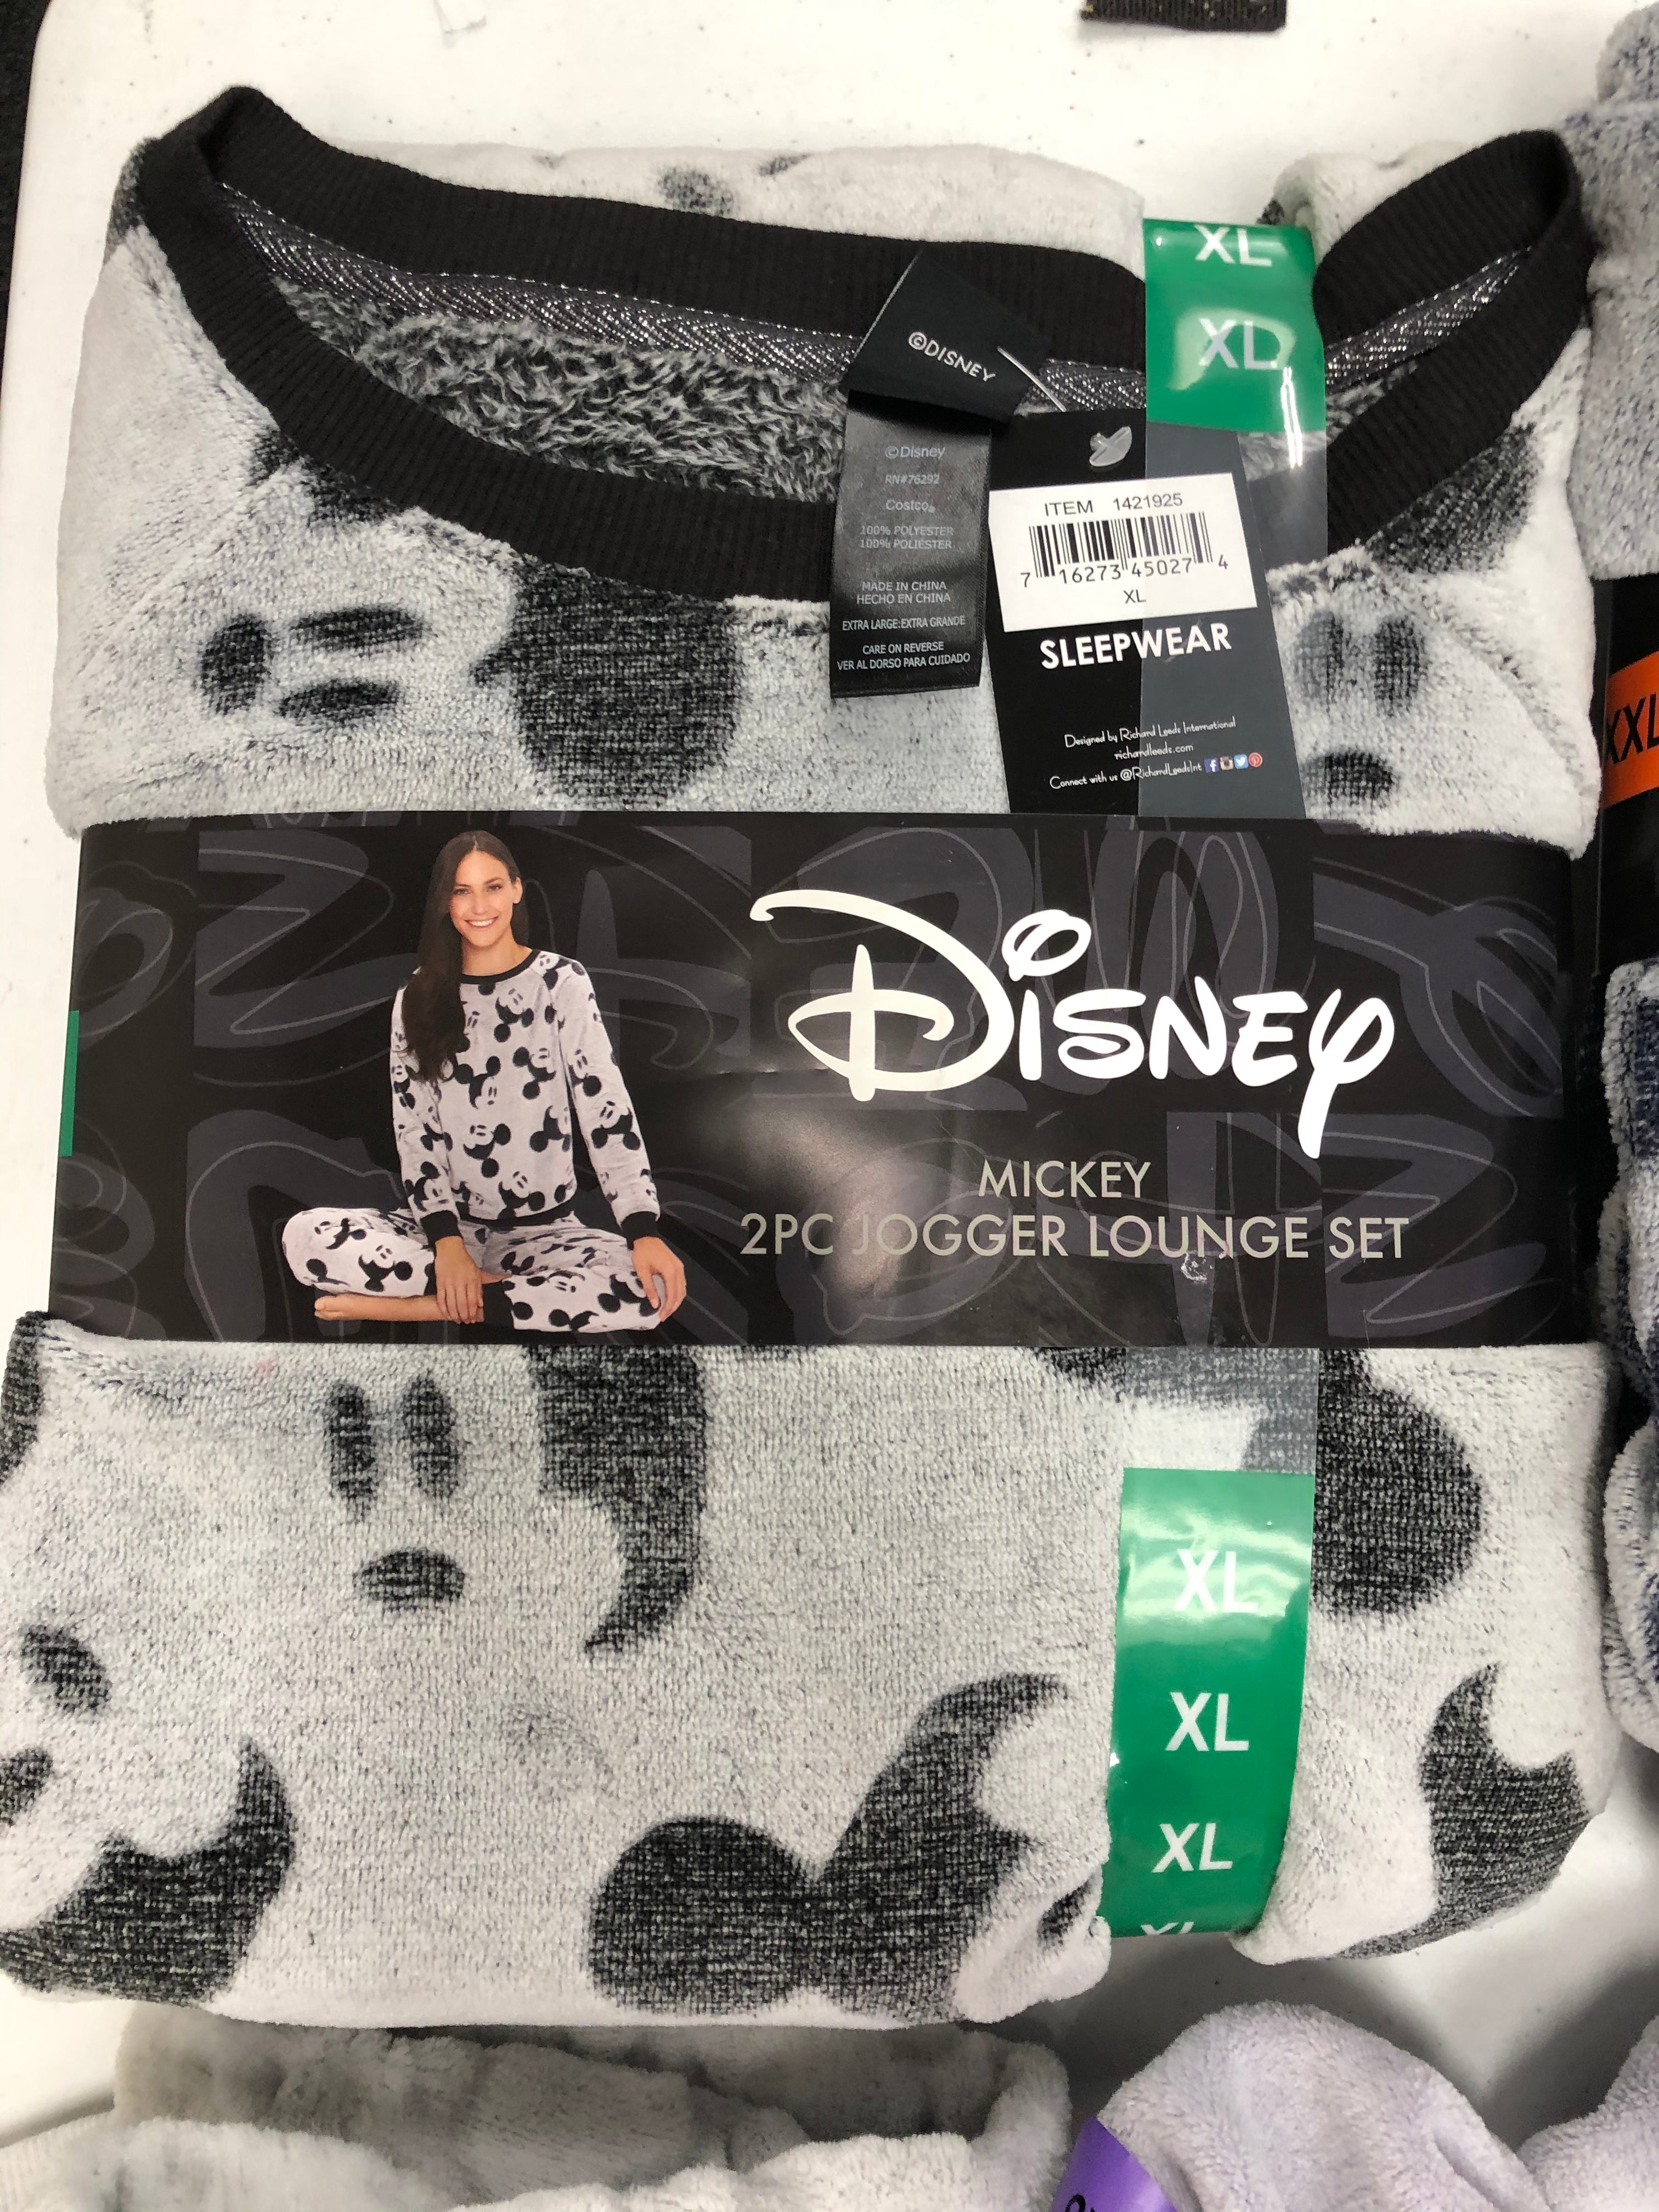 XL
XL
©DISNEY
©Disney
RN#76292
Costco®
100% POLYESTER
100% POLIÉSTER
MADE IN CHINA
HECHO EN CHINA
EXTRA LARGE:EXTRA GRANDE
CARE ON REVERSE
VER AL DORSO PARA CUIDADO
ITEM 1421925
7 16273 45027 4
XL
SLEEPWEAR
Designed by Richard Leeds International
richardleeds.com
Connect with us @RichardLeedsInt
XXL
DISNEY
MICKEY
2PC JOGGER LOUNGE SET
XL
XL
XL
XL